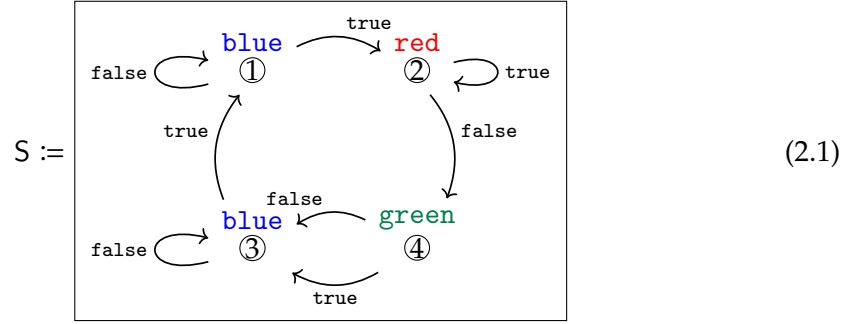 true
blue red
false ① ② true
true false
S := (2.1)
false
blue green
false ③ ④
true